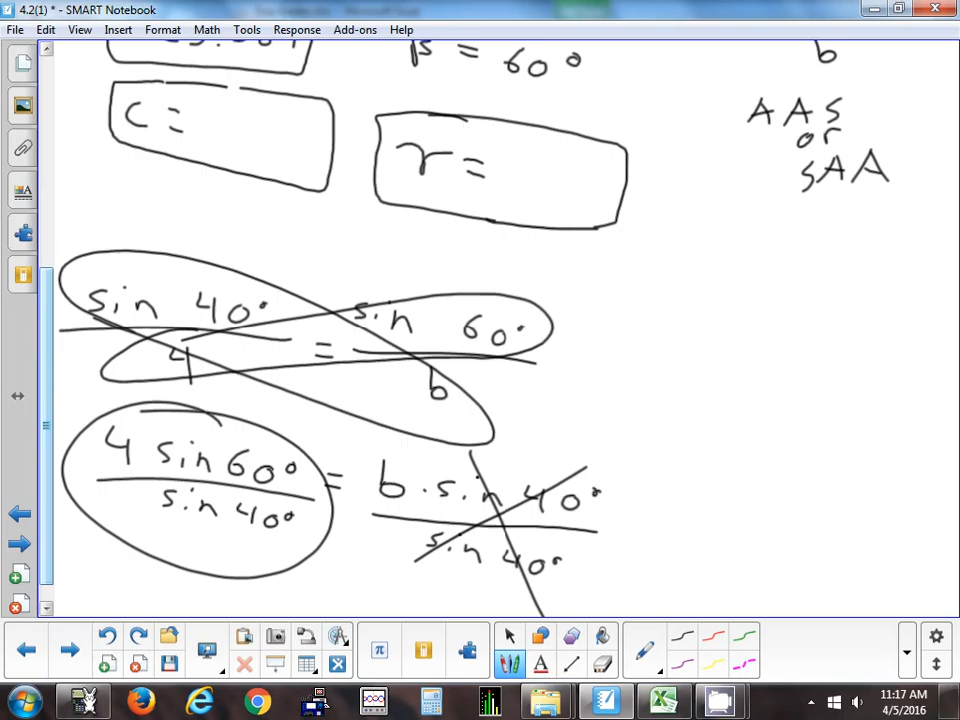 4.2(1) * - SMART Notebook
File Edit View Insert Format Math Tools Response Add-ons Help
β = 60°
b
AAS
or
SAA
c =
γ =
sin 40° / 4 = sin 60° / b
4 sin 60° / sin 40° = b · sin 40° / sin 40°
11:17 AM
4/5/2016